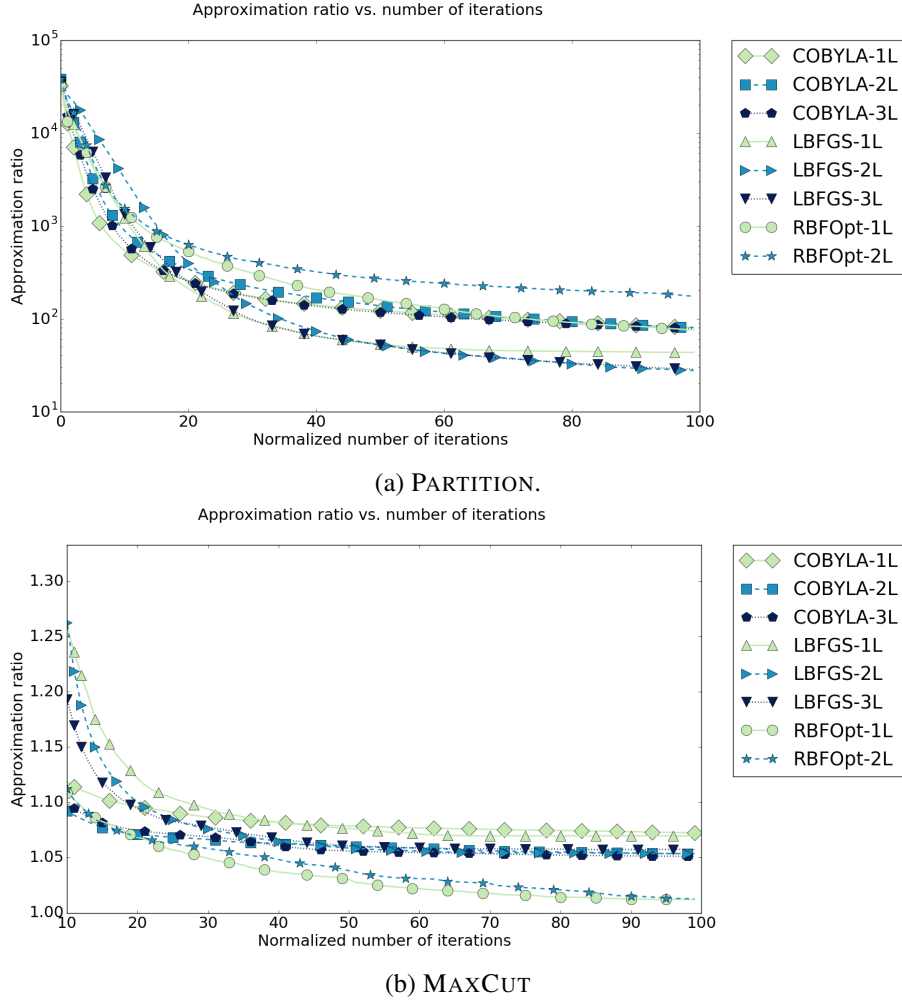 Approximation ratio vs. number of iterations
10^5
10^4
10^3
10^2
10^1
Approximation ratio
0 20 40 60 80 100
Normalized number of iterations
COBYLA-1L
COBYLA-2L
COBYLA-3L
LBFGS-1L
LBFGS-2L
LBFGS-3L
RBFOpt-1L
RBFOpt-2L
(a) PARTITION.
Approximation ratio vs. number of iterations
1.30
1.25
1.20
1.15
1.10
1.05
1.00
Approximation ratio
10 20 30 40 50 60 70 80 90 100
Normalized number of iterations
COBYLA-1L
COBYLA-2L
COBYLA-3L
LBFGS-1L
LBFGS-2L
LBFGS-3L
RBFOpt-1L
RBFOpt-2L
(b) MAXCUT